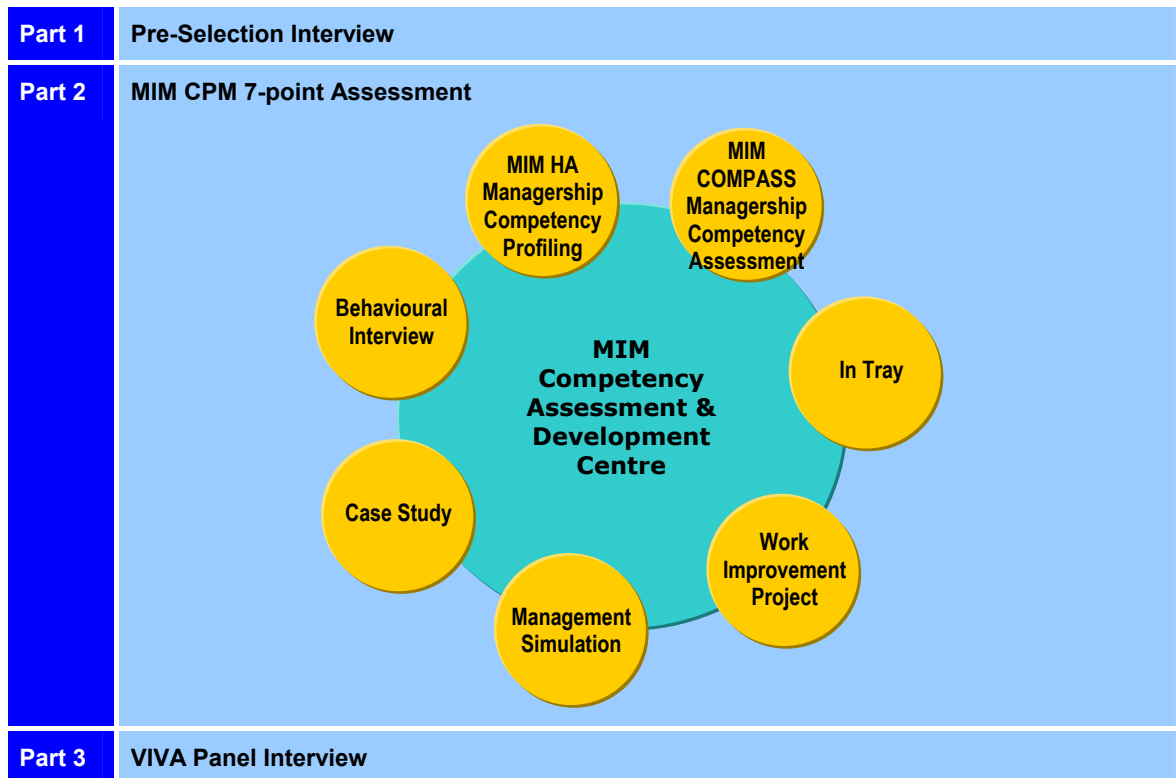 Part 1 Pre-Selection Interview
Part 2 MIM CPM 7-point Assessment
MIM HA
Managership
Competency
Profiling
MIM
COMPASS
Managership
Competency
Assessment
Behavioural
Interview
In Tray
MIM
Competency
Assessment &
Development
Centre
Case Study
Work
Improvement
Project
Management
Simulation
Part 3 VIVA Panel Interview